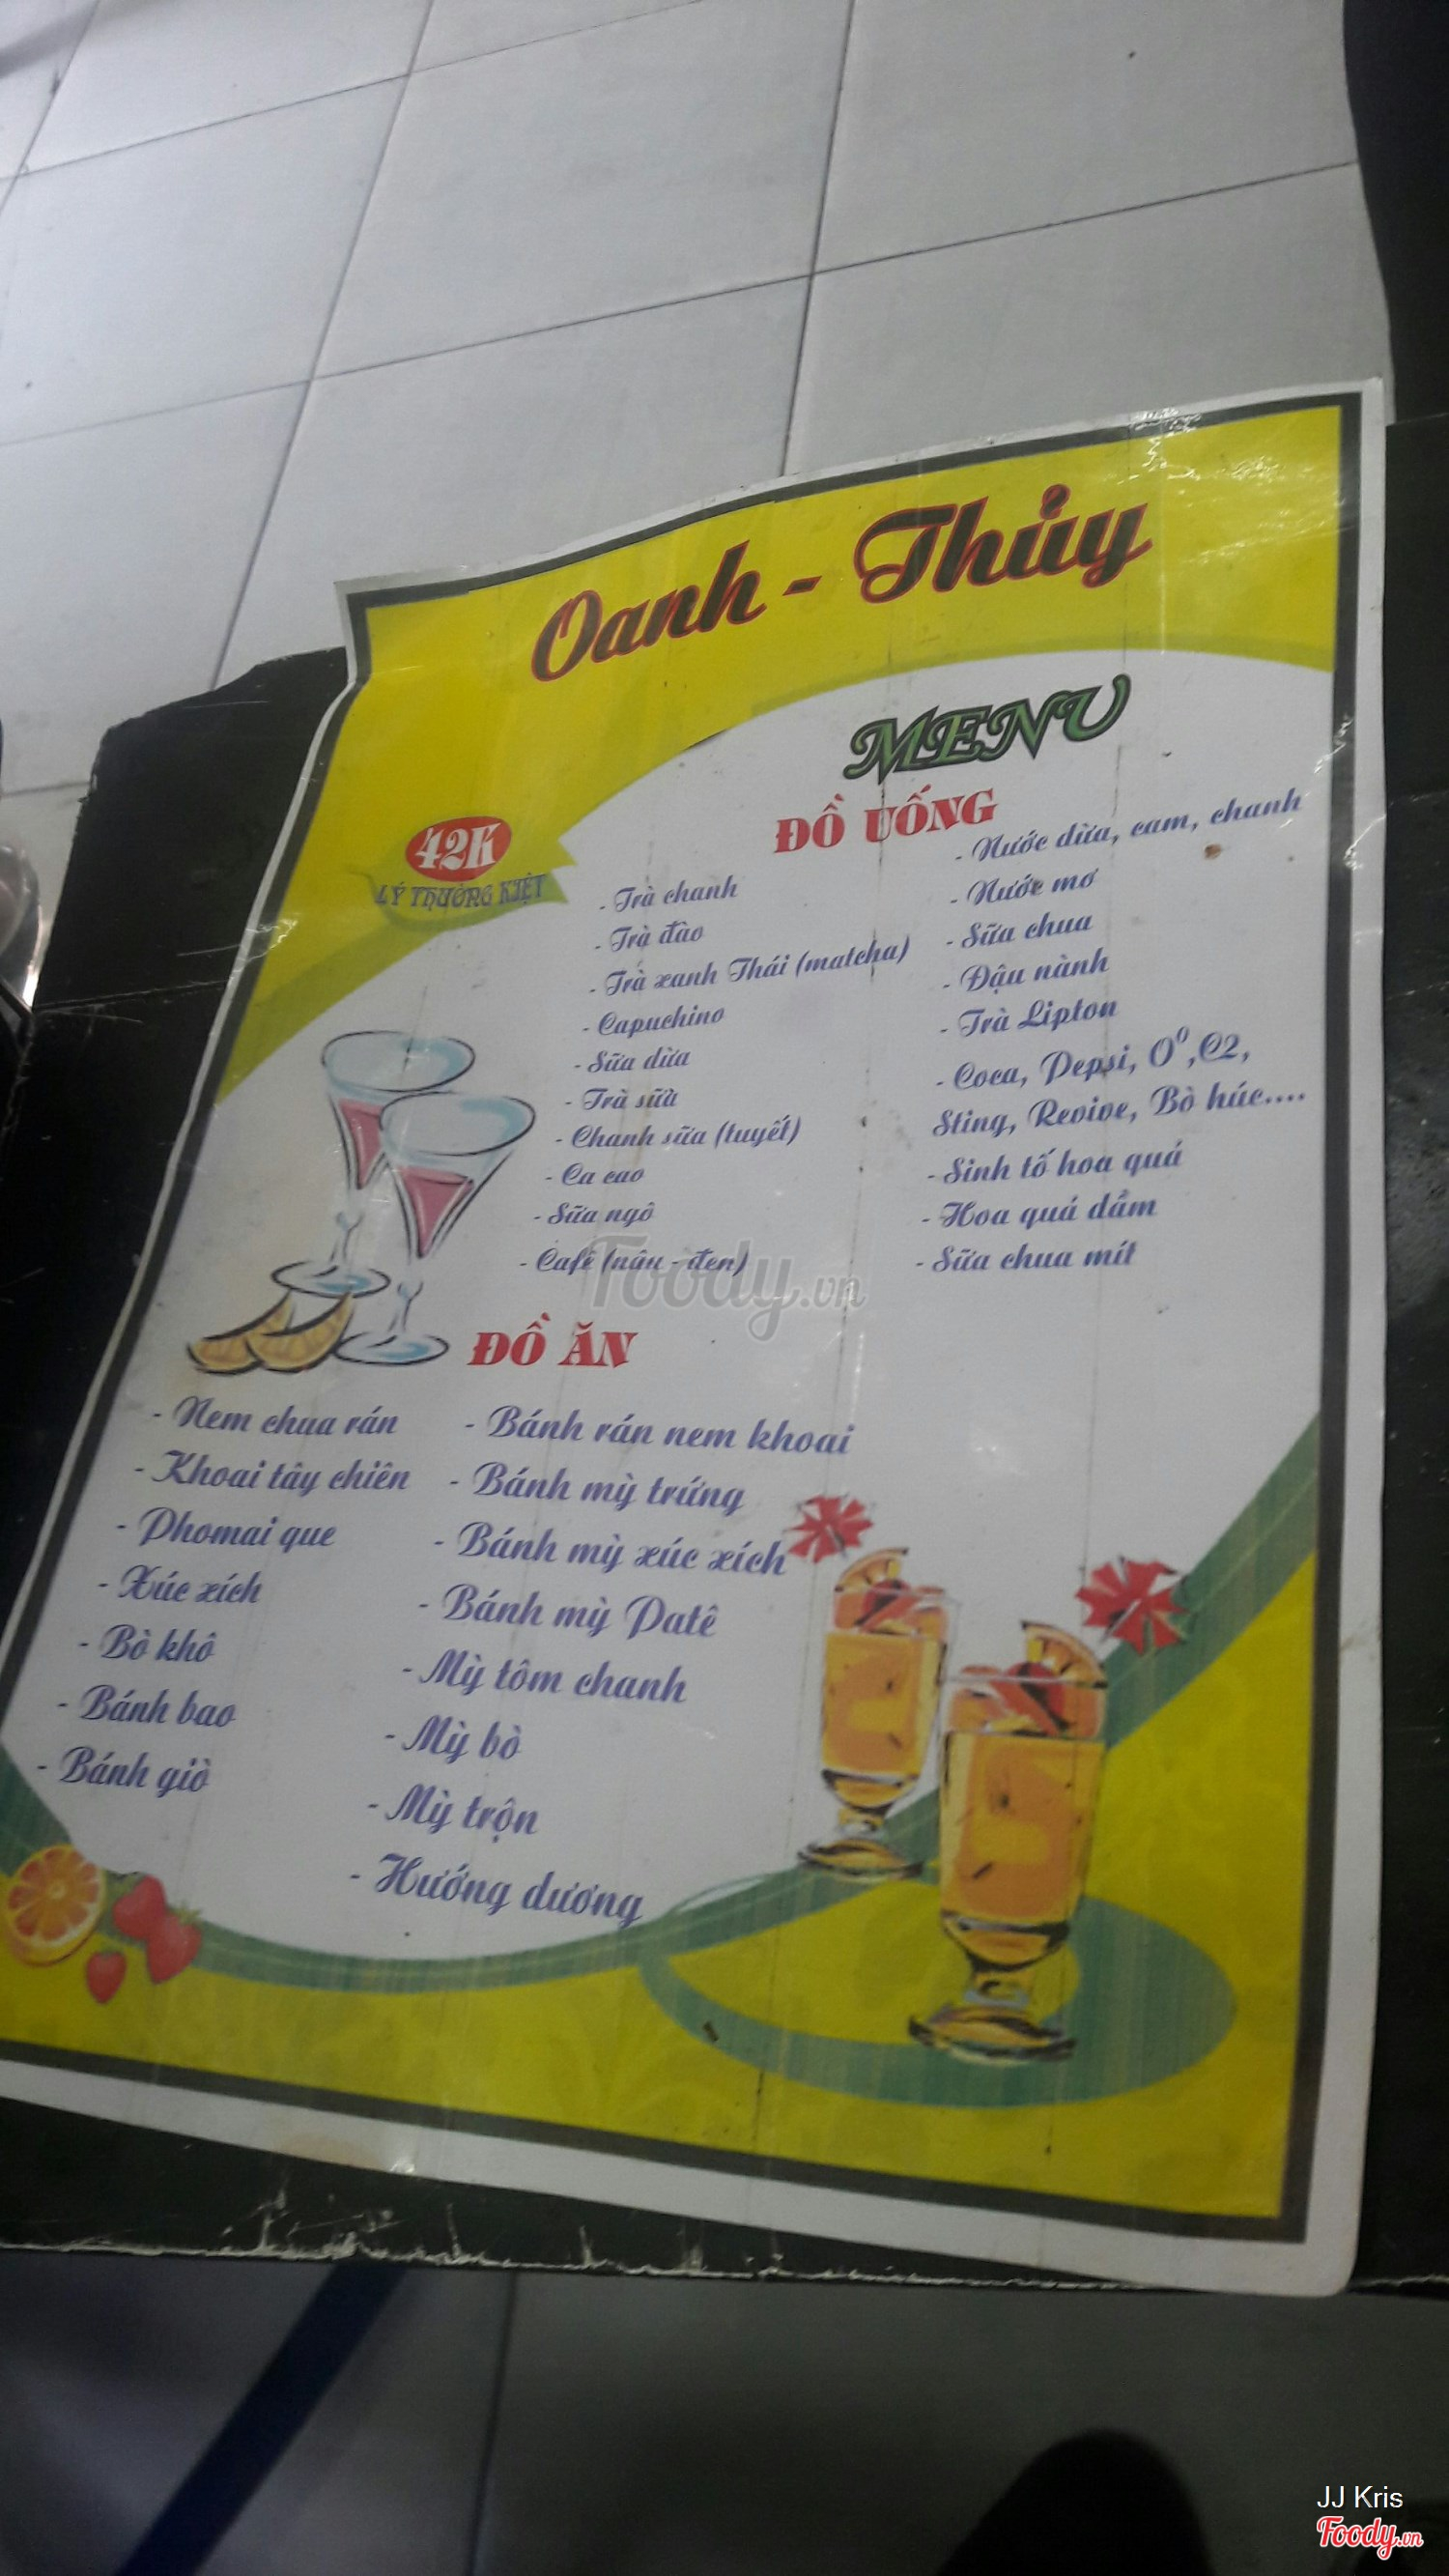 Oanh - Thủy
MENU
42K
LÝ THƯỜNG KIỆT
ĐỒ UỐNG
- Trà chanh
- Trà đào
- Trà xanh Thái (matcha)
- Capuchino
- Sữa dừa
- Trà sữa
- Chanh sữa (tuyết)
- Ca cao
- Sữa ngô
- Cafê (nâu - đen)
- Nước dừa, cam, chanh
- Nước mơ
- Sữa chua
- Đậu nành
- Trà Lipton
- Coca, Pepsi, O⁰, C2,
Sting, Revive, Bò húc....
- Sinh tố hoa quả
- Hoa quả dầm
- Sữa chua mít
Foody.vn
ĐỒ ĂN
- Nem chua rán
- Khoai tây chiên
- Phomai que
- Xúc xích
- Bò khô
- Bánh bao
- Bánh giò
- Bánh rán nem khoai
- Bánh mỳ trứng
- Bánh mỳ xúc xích
- Bánh mỳ Patê
- Mỳ tôm chanh
- Mỳ bò
- Mỳ trộn
- Hướng dương
JJ Kris
Foody.vn